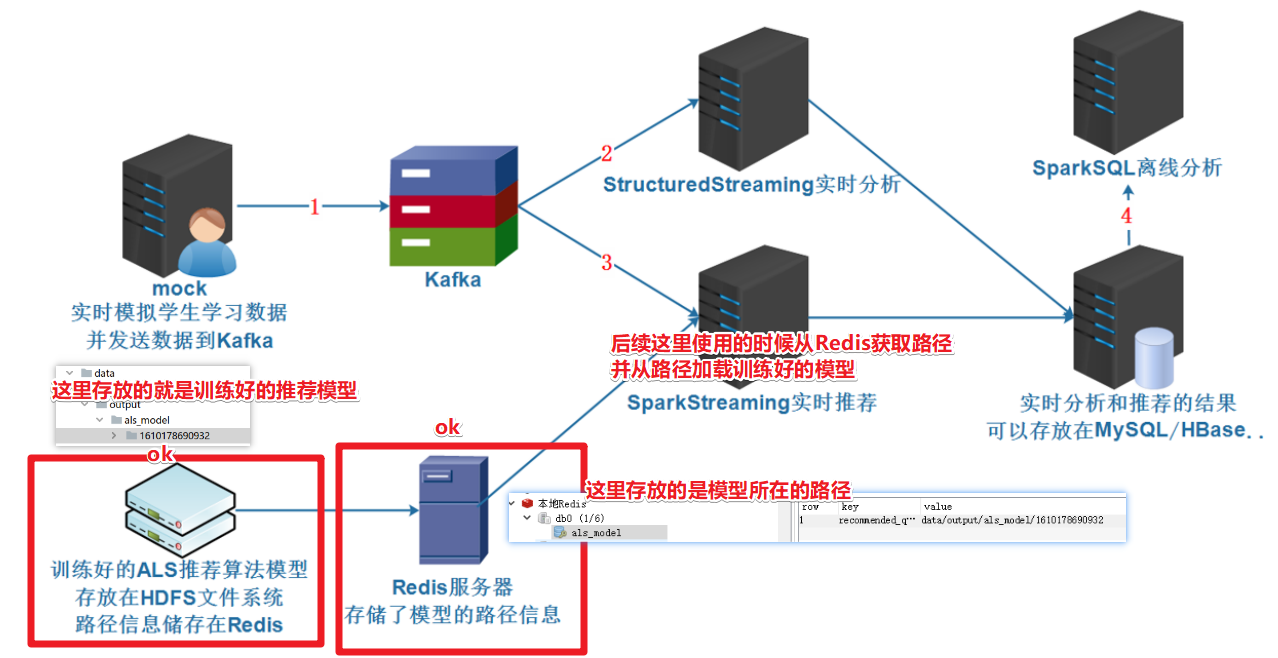 1
2
3
4
StructuredStreaming实时分析
SparkSQL离线分析
Kafka
mock
实时模拟学生学习数据
并发送数据到Kafka
后续这里使用的时候从Redis获取路径
并从路径加载训练好的模型
SparkStreaming实时推荐
实时分析和推荐的结果
可以存放在MySQL/HBase..
data
这里存放的就是训练好的推荐模型
output
als_model
1610178690932
ok
ok
训练好的ALS推荐算法模型
存放在HDFS文件系统
路径信息储存在Redis
Redis服务器
存储了模型的路径信息
这里存放的是模型所在的路径
本地Redis
db0 (1/6)
als_model
row key value
1 recommended_q… data/output/als_model/1610178690932